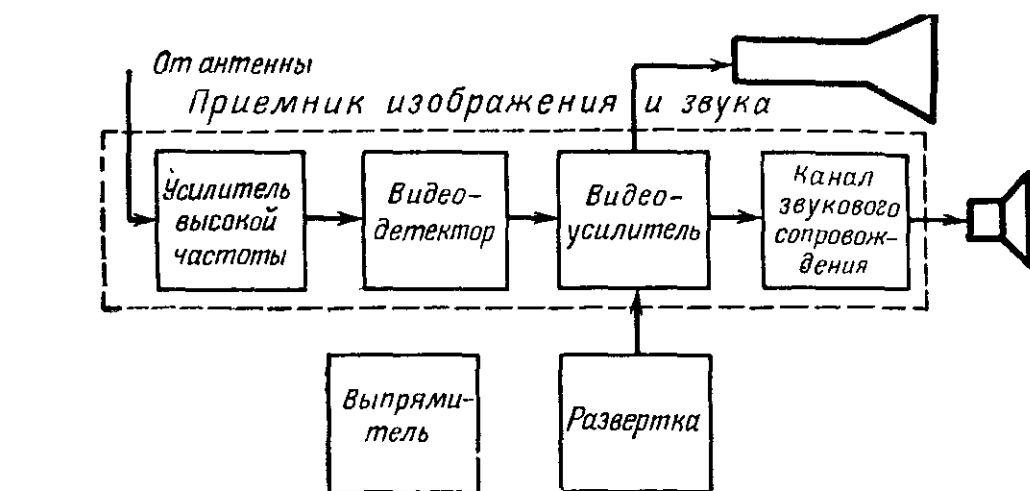 От антенны
Приемник изображения и звука
Усилитель
высокой
частоты
Видео-
детектор
Видео-
усилитель
Канал
звукового
сопровож-
дения
Выпрями-
тель
Развертка